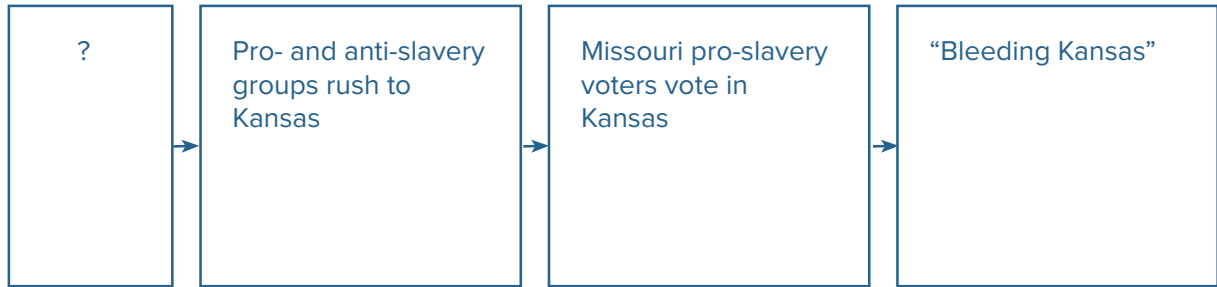 ?
Pro- and anti-slavery
groups rush to
Kansas
Missouri pro-slavery
voters vote in
Kansas
“Bleeding Kansas”